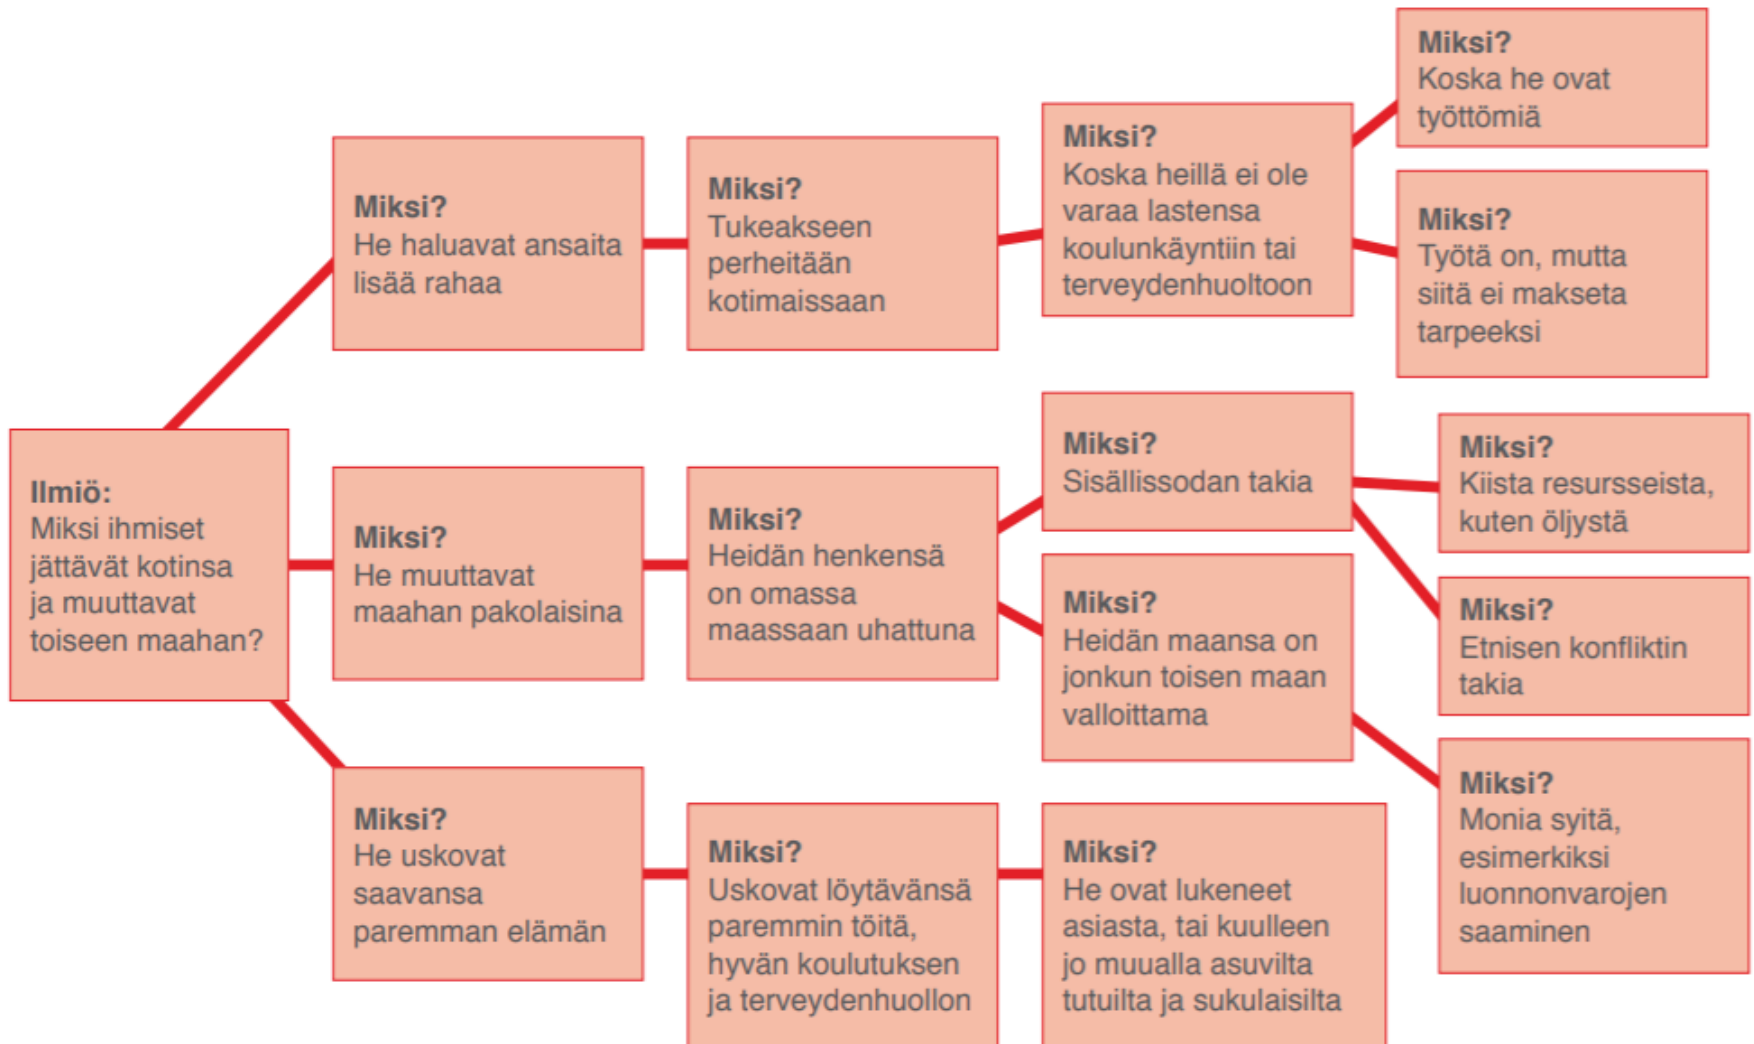 Ilmiö:
Miksi ihmiset
jättävät kotinsa
ja muuttavat
toiseen maahan?
Miksi?
He haluavat ansaita
lisää rahaa
Miksi?
Tukeakseen
perheitään
kotimaissaan
Miksi?
Koska heillä ei ole
varaa lastensa
koulunkäyntiin tai
terveydenhuoltoon
Miksi?
Koska he ovat
työttömiä
Miksi?
Työtä on, mutta
siitä ei makseta
tarpeeksi
Miksi?
He muuttavat
maahan pakolaisina
Miksi?
Heidän henkensä
on omassa
maassaan uhattuna
Miksi?
Sisällissodan takia
Miksi?
Kiista resursseista,
kuten öljystä
Miksi?
Etnisen konfliktin
takia
Miksi?
Heidän maansa on
jonkun toisen maan
valloittama
Miksi?
Monia syitä,
esimerkiksi
luonnonvarojen
saaminen
Miksi?
He uskovat
saavansa
paremman elämän
Miksi?
Uskovat löytävänsä
paremmin töitä,
hyvän koulutuksen
ja terveydenhuollon
Miksi?
He ovat lukeneet
asiasta, tai kuulleen
jo muualla asuvilta
tutuilta ja sukulaisilta